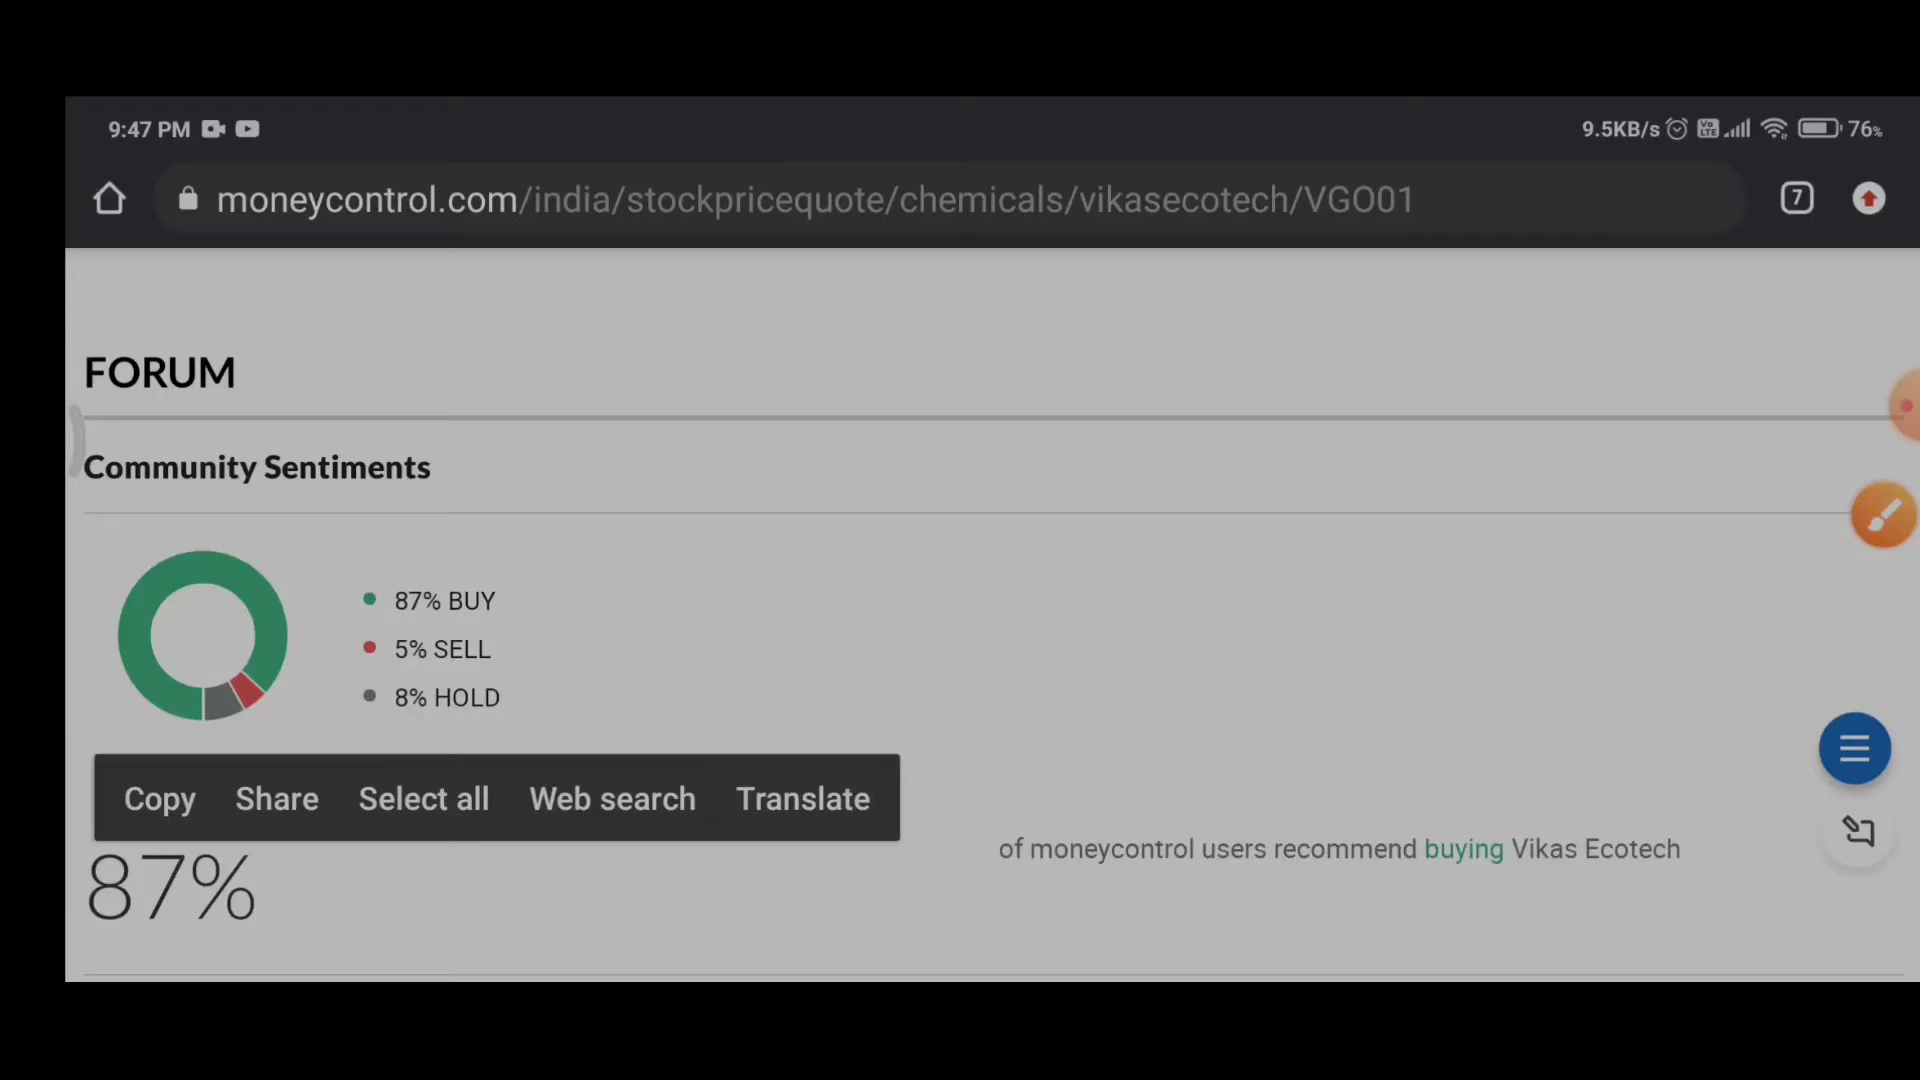 9:47 PM
9.5KB/s Vo LTE 76%
moneycontrol.com/india/stockpricequote/chemicals/vikasecotech/VGO01
7
FORUM
Community Sentiments
87% BUY
5% SELL
8% HOLD
Copy Share Select all Web search Translate
87%
of moneycontrol users recommend buying Vikas Ecotech